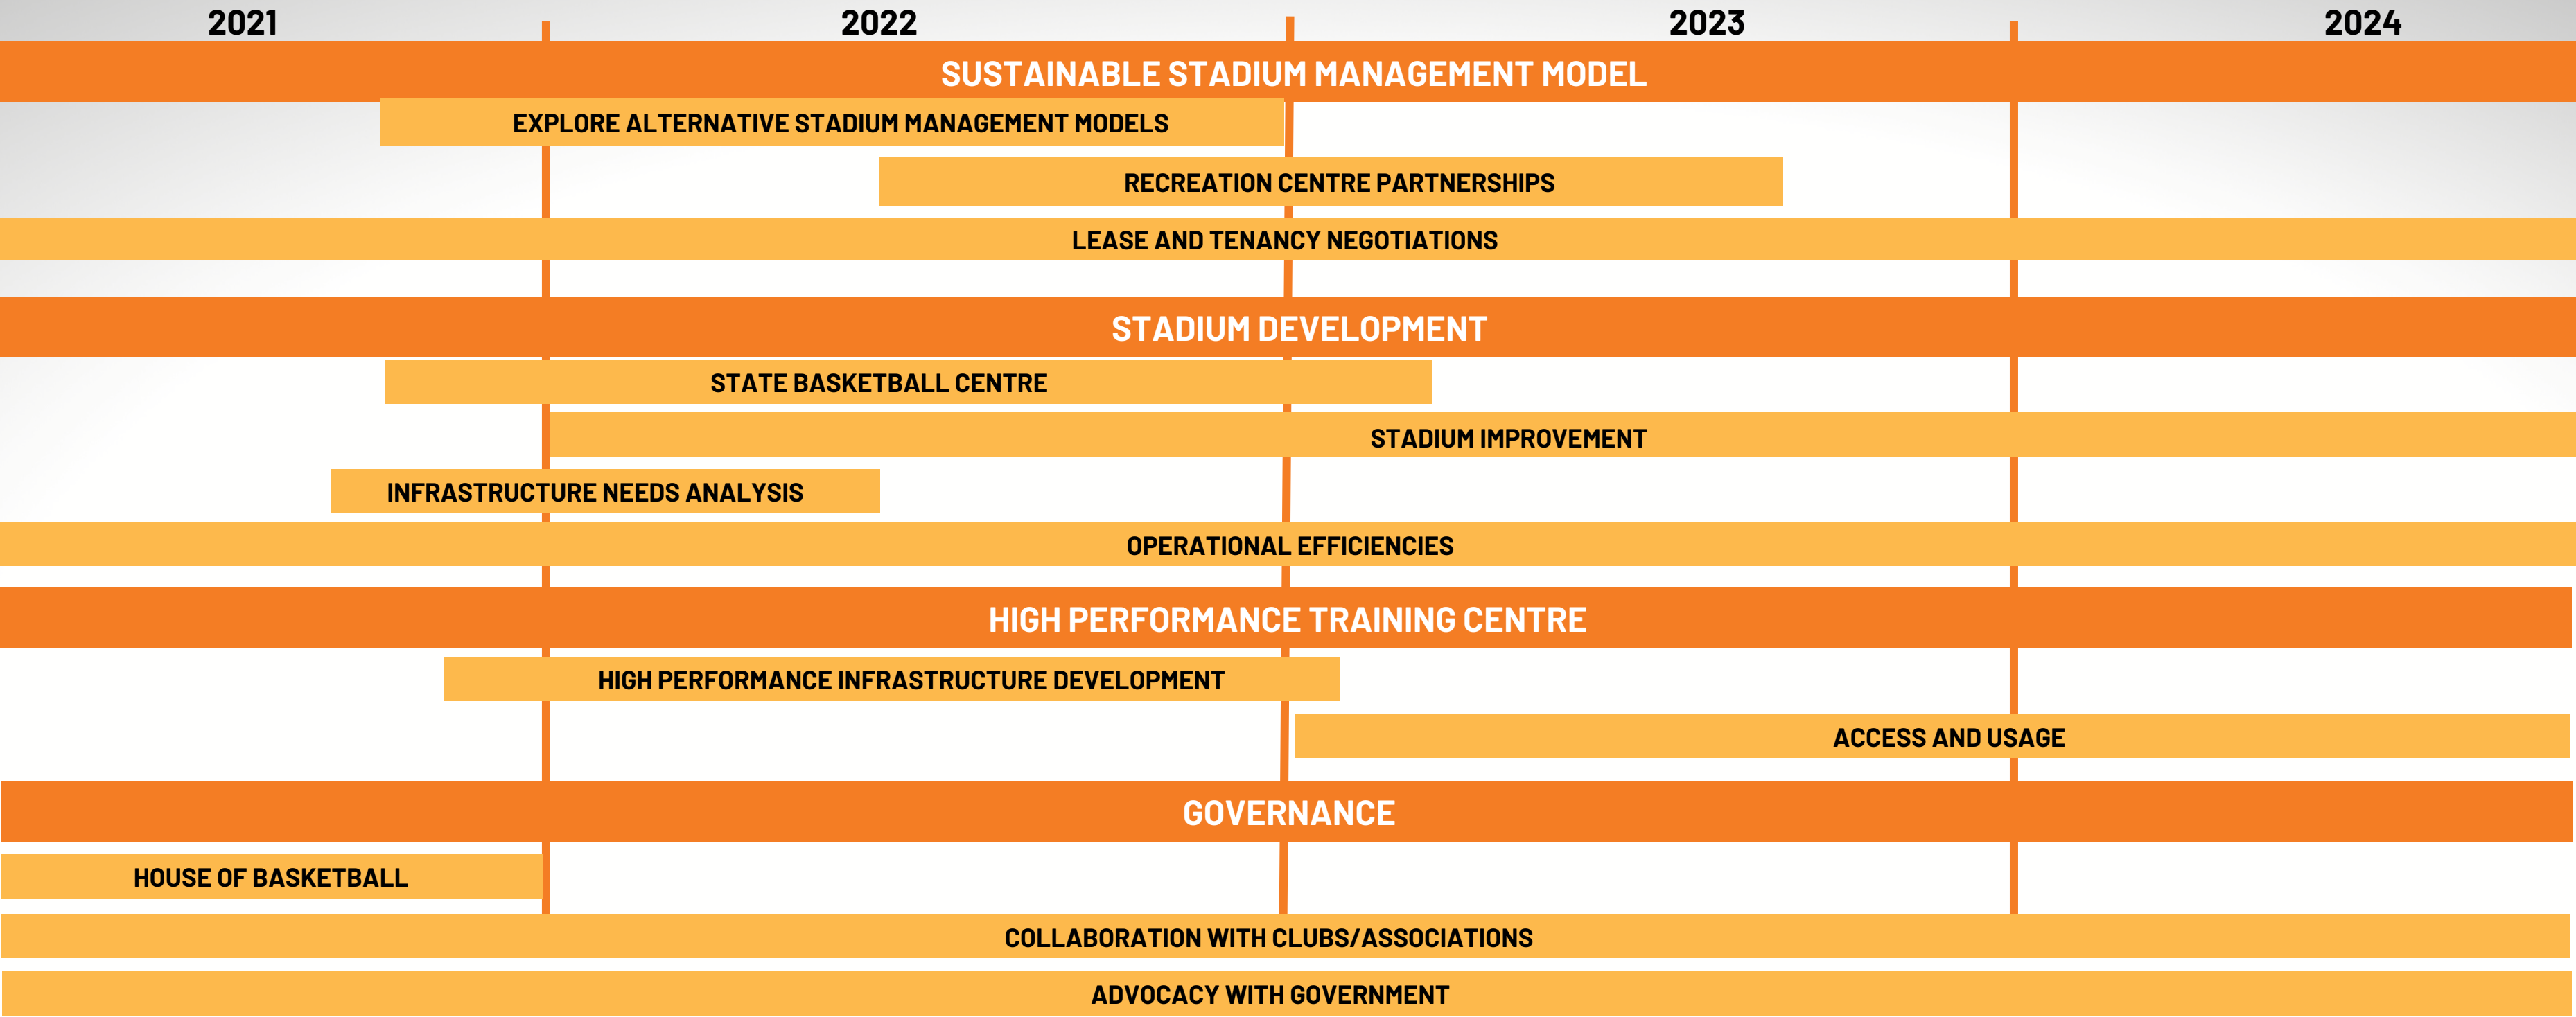 2021 2022 2023 2024
SUSTAINABLE STADIUM MANAGEMENT MODEL
EXPLORE ALTERNATIVE STADIUM MANAGEMENT MODELS
RECREATION CENTRE PARTNERSHIPS
LEASE AND TENANCY NEGOTIATIONS
STADIUM DEVELOPMENT
STATE BASKETBALL CENTRE
STADIUM IMPROVEMENT
INFRASTRUCTURE NEEDS ANALYSIS
OPERATIONAL EFFICIENCIES
HIGH PERFORMANCE TRAINING CENTRE
HIGH PERFORMANCE INFRASTRUCTURE DEVELOPMENT
ACCESS AND USAGE
GOVERNANCE
HOUSE OF BASKETBALL
COLLABORATION WITH CLUBS/ASSOCIATIONS
ADVOCACY WITH GOVERNMENT